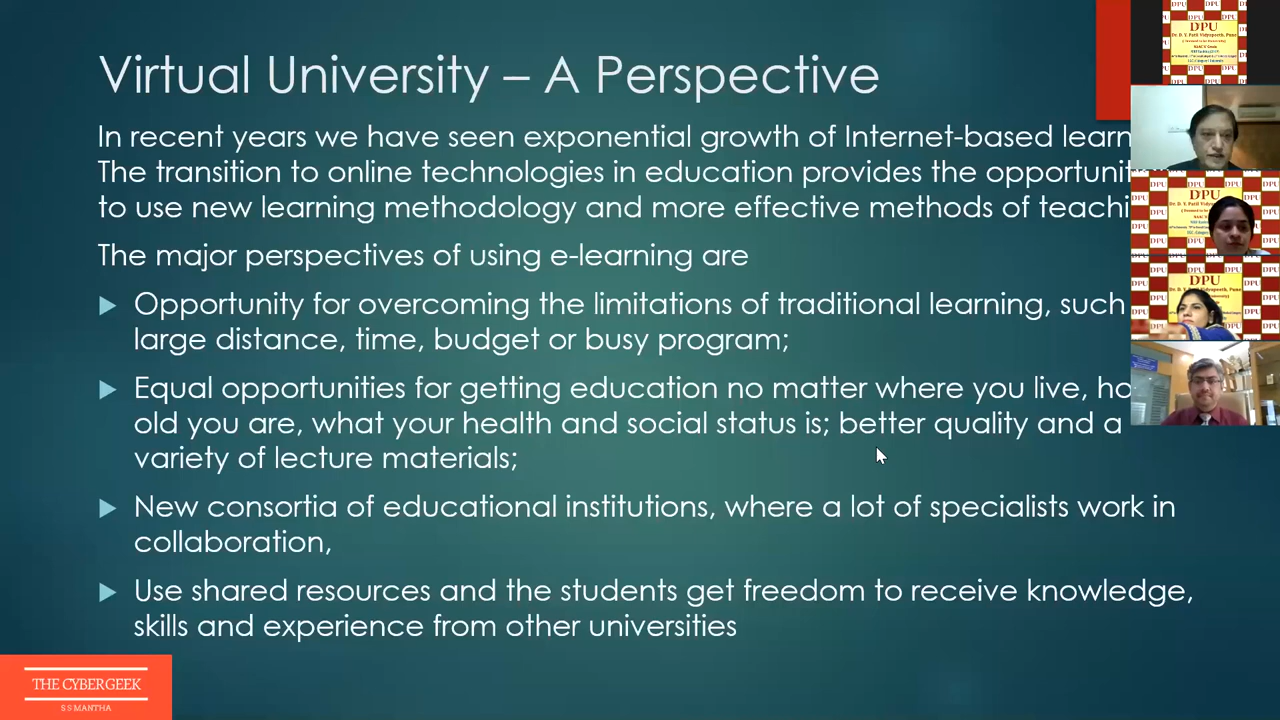 Virtual University – A Perspective
In recent years we have seen exponential growth of Internet-based
The transition to online technologies in education provides the
to use new learning methodology and more effective methods of
The major perspectives of using e-learning are
Opportunity for overcoming the limitations of traditional learning, such
large distance, time, budget or busy program;
Equal opportunities for getting education no matter where you live,
old you are, what your health and social status is; better quality and a
variety of lecture materials;
New consortia of educational institutions, where a lot of specialists work in
collaboration,
Use shared resources and the students get freedom to receive knowledge,
skills and experience from other universities
THE CYBERGEEK
S S MANTHA
DPU
Dr. D. Y. Patil Vidyapeeth, Pune
DPU
DPU